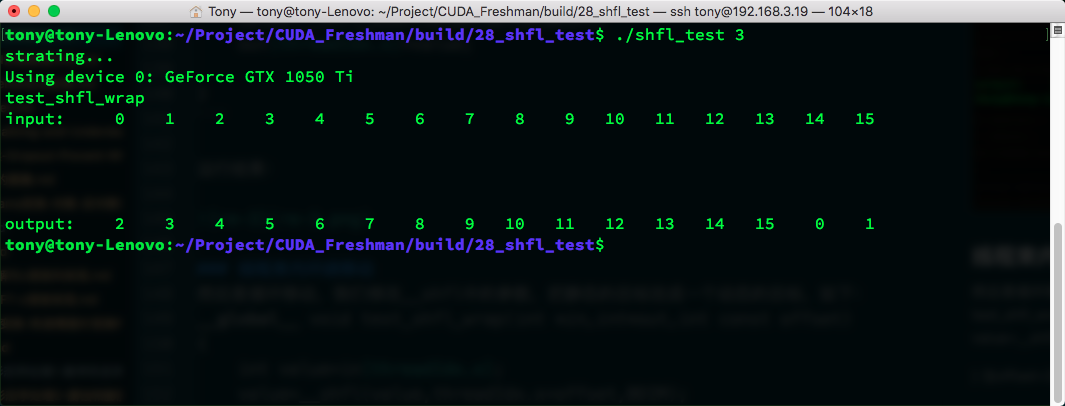 Tony — tony@tony-Lenovo: ~/Project/CUDA_Freshman/build/28_shfl_test — ssh tony@192.168.3.19 — 104×18
[tony@tony-Lenovo:~/Project/CUDA_Freshman/build/28_shfl_test$ ./shfl_test 3 ]
strating...
Using device 0: GeForce GTX 1050 Ti
test_shfl_wrap
input: 0 1 2 3 4 5 6 7 8 9 10 11 12 13 14 15
output: 2 3 4 5 6 7 8 9 10 11 12 13 14 15 0 1
tony@tony-Lenovo:~/Project/CUDA_Freshman/build/28_shfl_test$